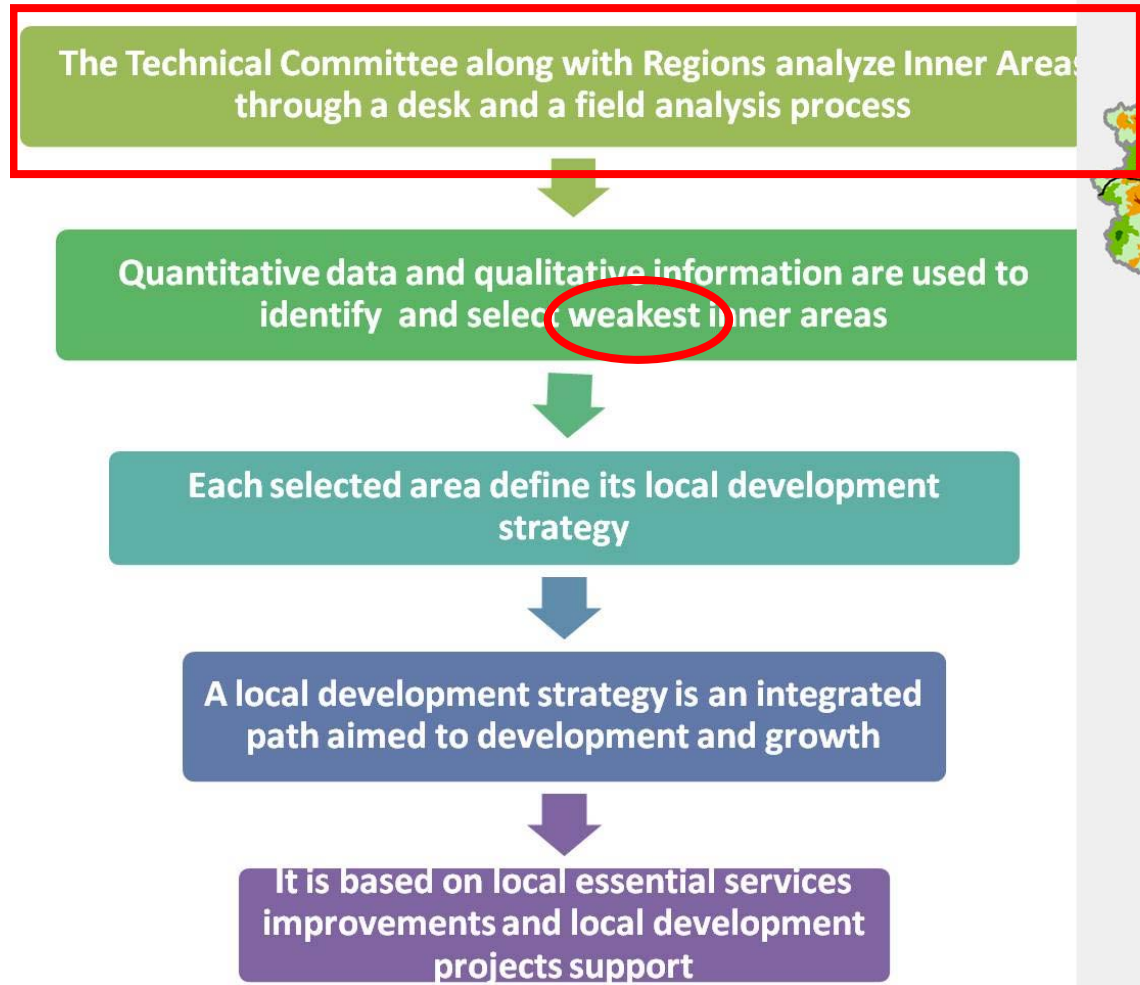 The Technical Committee along with Regions analyze Inner Areas
through a desk and a field analysis process
Quantitative data and qualitative information are used to
identify and select weakest inner areas
Each selected area define its local development
strategy
A local development strategy is an integrated
path aimed to development and growth
It is based on local essential services
improvements and local development
projects support